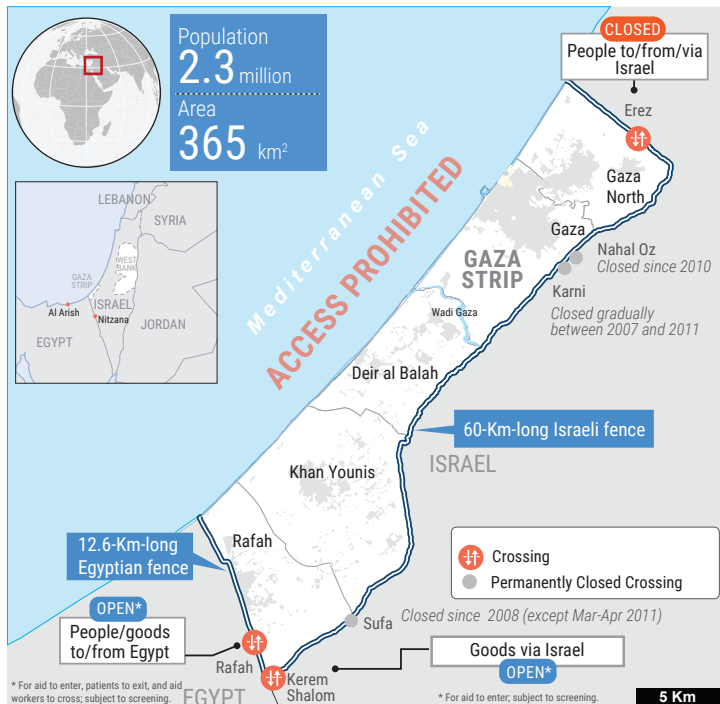 Population
2.3 million
Area
365 km²
CLOSED
People to/from/via
Israel
Erez
Gaza
North
Gaza
Nahal Oz
Closed since 2010
Karni
Closed gradually
between 2007 and 2011
GAZA
STRIP
Mediterranean Sea
ACCESS PROHIBITED
LEBANON
SYRIA
WEST
BANK
GAZA
STRIP
ISRAEL
Al Arish
Nitzana
JORDAN
EGYPT
Wadi Gaza
Deir al Balah
60-Km-long Israeli fence
ISRAEL
Khan Younis
Rafah
12.6-Km-long
Egyptian fence
Crossing
Permanently Closed Crossing
OPEN*
People/goods
to/from Egypt
Sufa
Closed since 2008 (except Mar-Apr 2011)
Rafah
Kerem
Shalom
Goods via Israel
OPEN*
EGYPT
* For aid to enter, patients to exit, and aid
workers to cross; subject to screening.
* For aid to enter; subject to screening.
5 Km